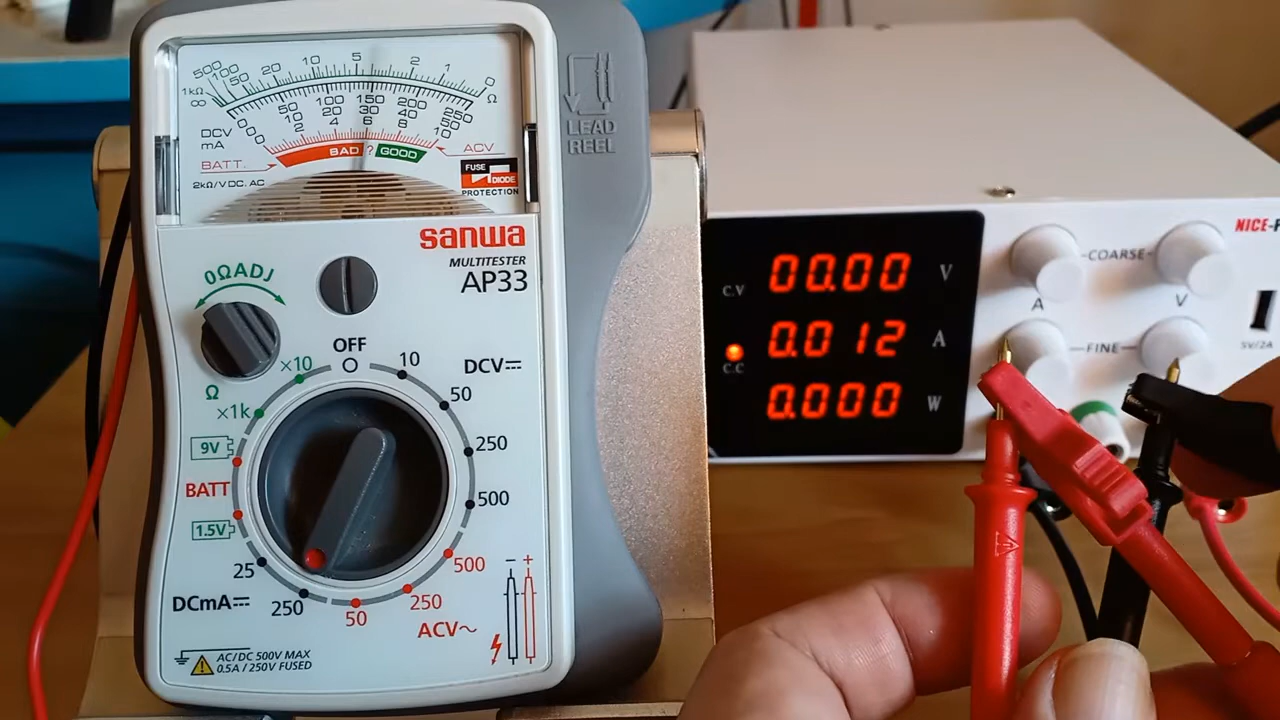 500 100 50 20 10 5 2 1 0
1kΩ
∞ Ω
0 50 100 150 200 250
0 10 20 30 40 50
0 2 4 6 8 10
DCV
mA
BATT. BAD ? GOOD ACV
2kΩ/V DC. AC
FUSE
DIODE
PROTECTION
LEAD
REEL
sanwa
MULTITESTER
AP33
0ΩADJ
OFF
×10 10 DCV
Ω
×1k 50
9V 250
BATT
1.5V 500
25 500
DCmA 250 50 250
ACV~
- +
AC/DC 500V MAX
0.5A / 250V FUSED
C.V 00.00 V
C.C 0.012 A
0.000 W
NICE-P
COARSE
A V
FINE
5V/2A